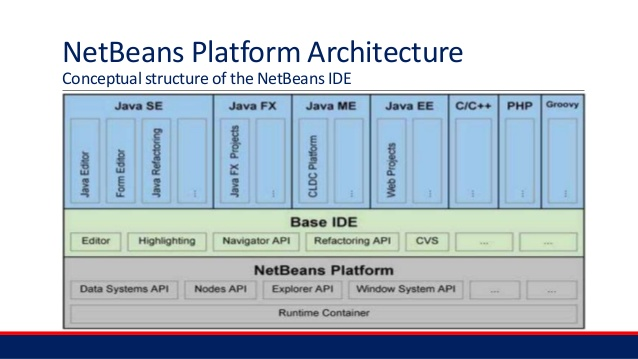 NetBeans Platform Architecture
Conceptual structure of the NetBeans IDE
Java SE Java FX Java ME Java EE C/C++ PHP Groovy
Java Editor
Form Editor
Java Refactoring
...
Java FX Projects
...
CLDC Platform
...
Web Projects
...
...
...
...
Base IDE
Editor Highlighting Navigator API Refactoring API CVS ... ...
NetBeans Platform
Data Systems API Nodes API Explorer API Window System API ... ...
Runtime Container